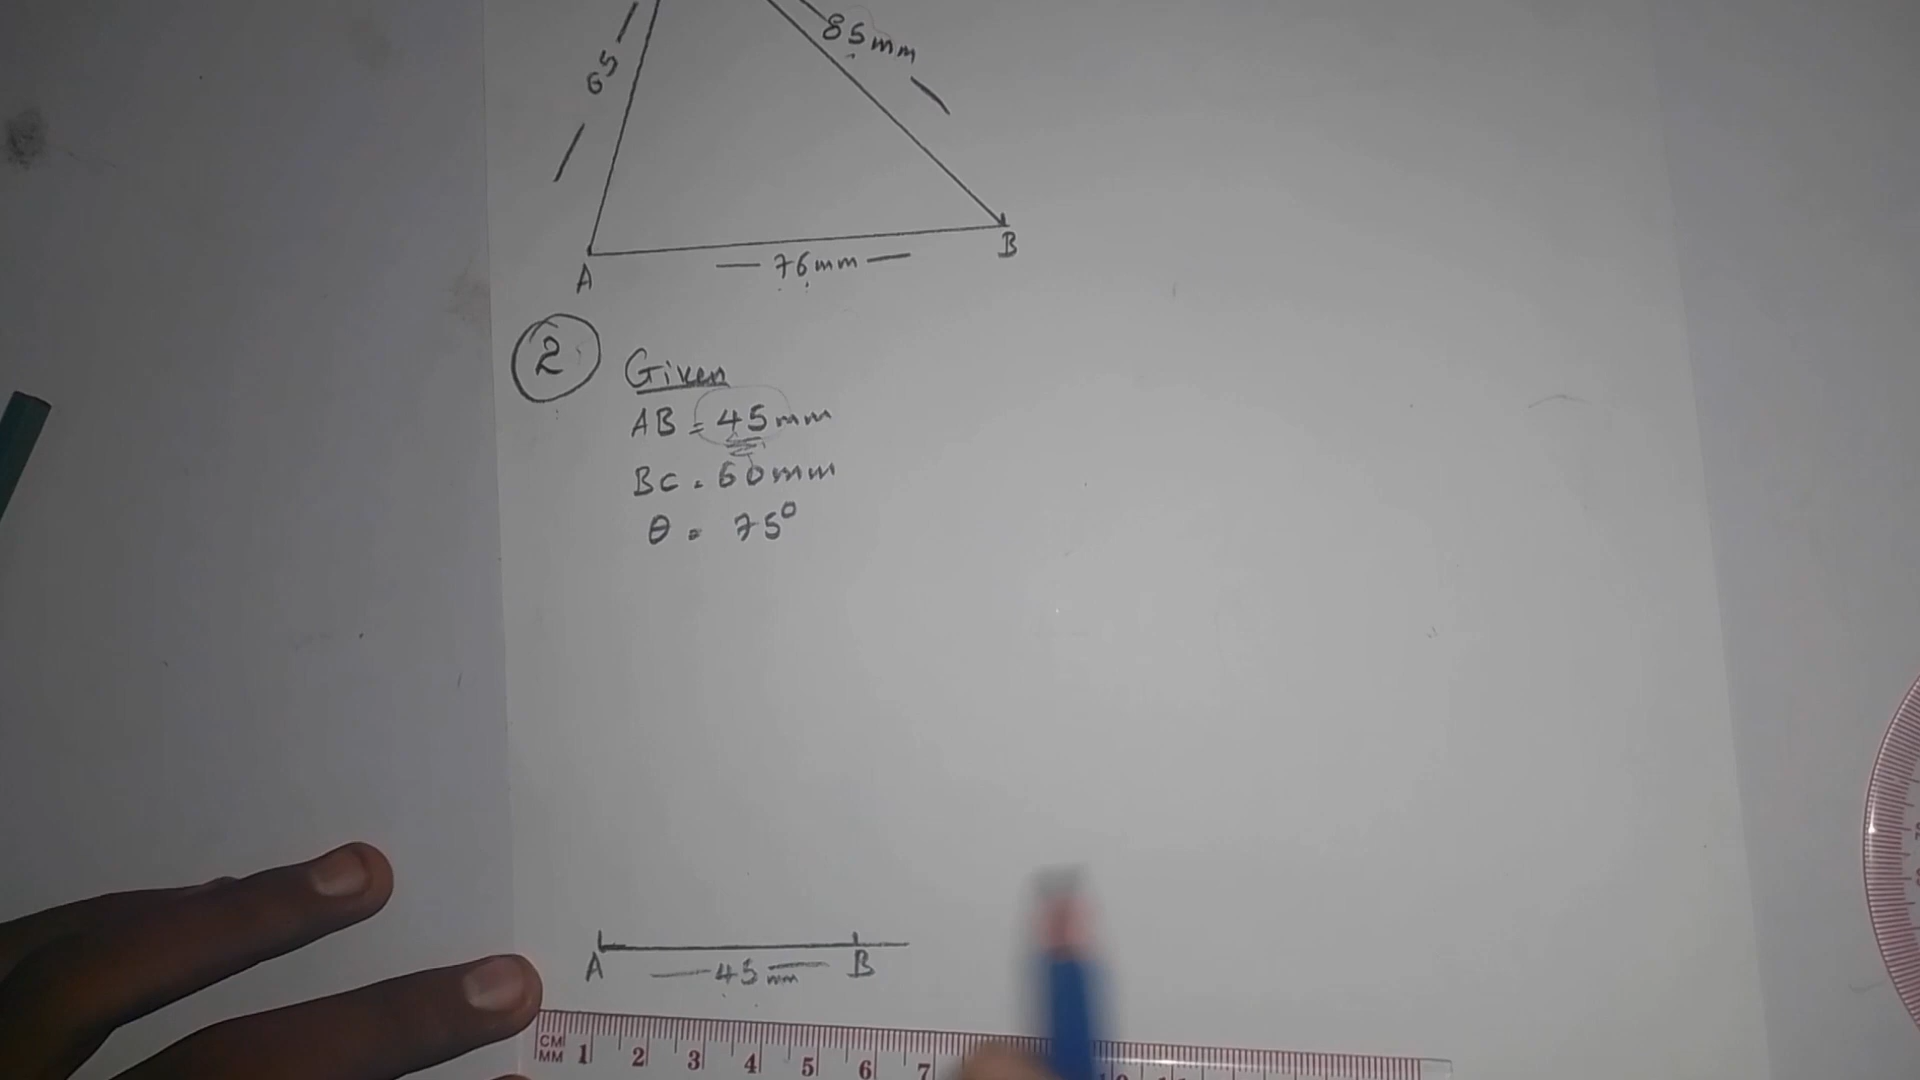 85mm
65
A
76mm
B
2
Given
AB = 45mm
BC = 60mm
θ = 75°
A
45mm
B
CM
MM
1 2 3 4 5 6 7